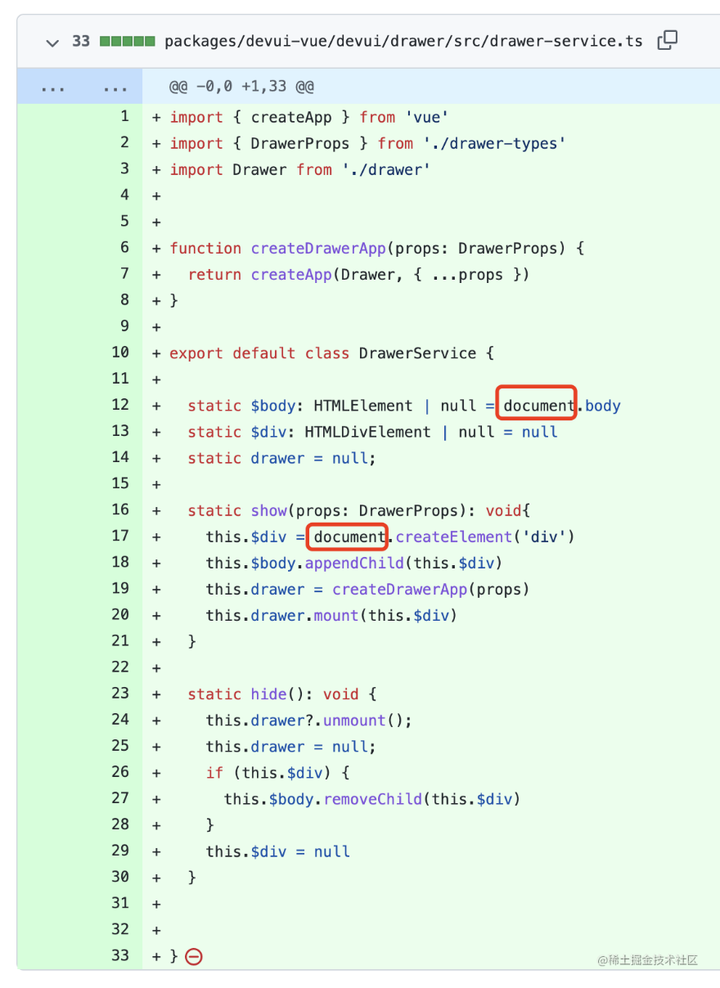 33 packages/devui-vue/devui/drawer/src/drawer-service.ts
... ... @@ -0,0 +1,33 @@
1 + import { createApp } from 'vue'
2 + import { DrawerProps } from './drawer-types'
3 + import Drawer from './drawer'
4 +
5 +
6 + function createDrawerApp(props: DrawerProps) {
7 +   return createApp(Drawer, { ...props })
8 + }
9 +
10 + export default class DrawerService {
11 +
12 +   static $body: HTMLElement | null = document.body
13 +   static $div: HTMLDivElement | null = null
14 +   static drawer = null;
15 +
16 +   static show(props: DrawerProps): void{
17 +     this.$div = document.createElement('div')
18 +     this.$body.appendChild(this.$div)
19 +     this.drawer = createDrawerApp(props)
20 +     this.drawer.mount(this.$div)
21 +   }
22 +
23 +   static hide(): void {
24 +     this.drawer?.unmount();
25 +     this.drawer = null;
26 +     if (this.$div) {
27 +       this.$body.removeChild(this.$div)
28 +     }
29 +     this.$div = null
30 +   }
31 +
32 +
33 + }
@稀土掘金技术社区